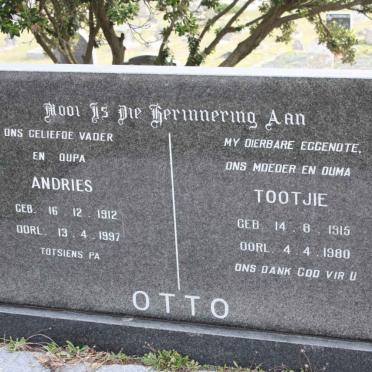 Mooi Is Die Herinnering Aan
ONS GELIEFDE VADER
EN OUPA
ANDRIES
GEB. 16 . 12 . 1912
OORL. 13 . 4 . 1997
TOTSIENS PA
MY DIERBARE EGGENOTE,
ONS MOEDER EN OUMA
TOOTJIE
GEB. 14 . 8 . 1915
OORL. 4 . 4 . 1980
ONS DANK GOD VIR U
OTTO